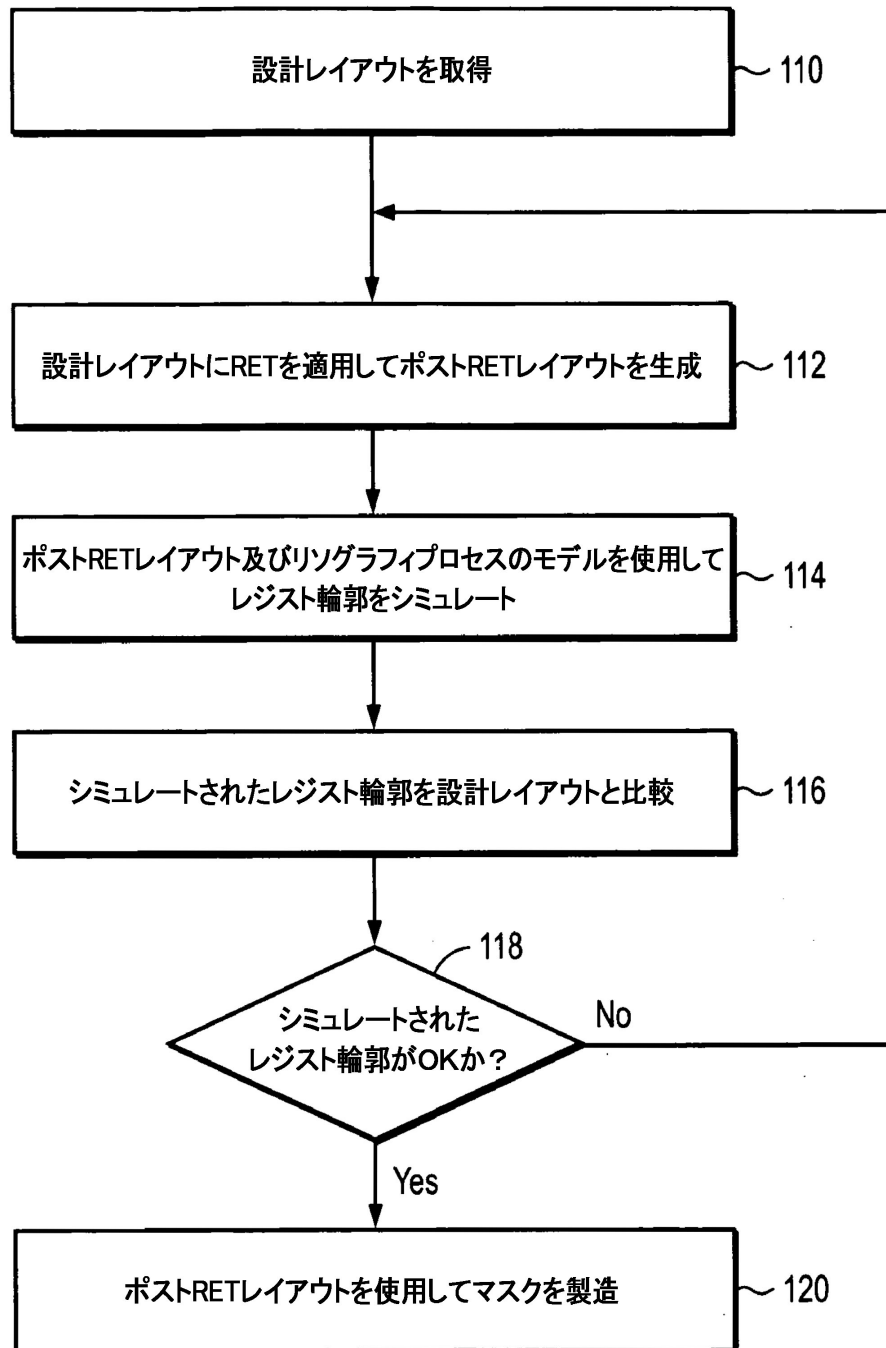 設計レイアウトを取得
110
設計レイアウトにRETを適用してポストRETレイアウトを生成
112
ポストRETレイアウト及びリソグラフィプロセスのモデルを使用して
レジスト輪郭をシミュレート
114
シミュレートされたレジスト輪郭を設計レイアウトと比較
116
118
シミュレートされた
レジスト輪郭がOKか?
No
Yes
ポストRETレイアウトを使用してマスクを製造
120